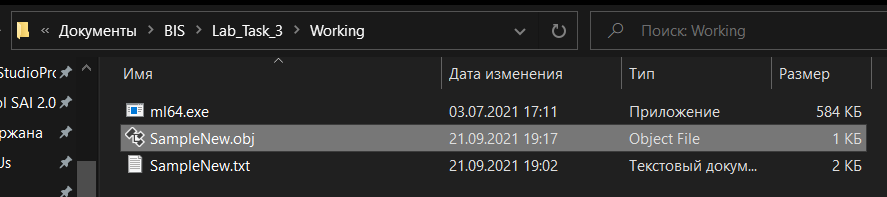 « Документы > BIS > Lab_Task_3 > Working
Поиск: Working
StudioPro
ol SAI 2.0
ржана
Us
Имя Дата изменения Тип Размер
ml64.exe 03.07.2021 17:11 Приложение 584 КБ
SampleNew.obj 21.09.2021 19:17 Object File 1 КБ
SampleNew.txt 21.09.2021 19:02 Текстовый докум... 2 КБ